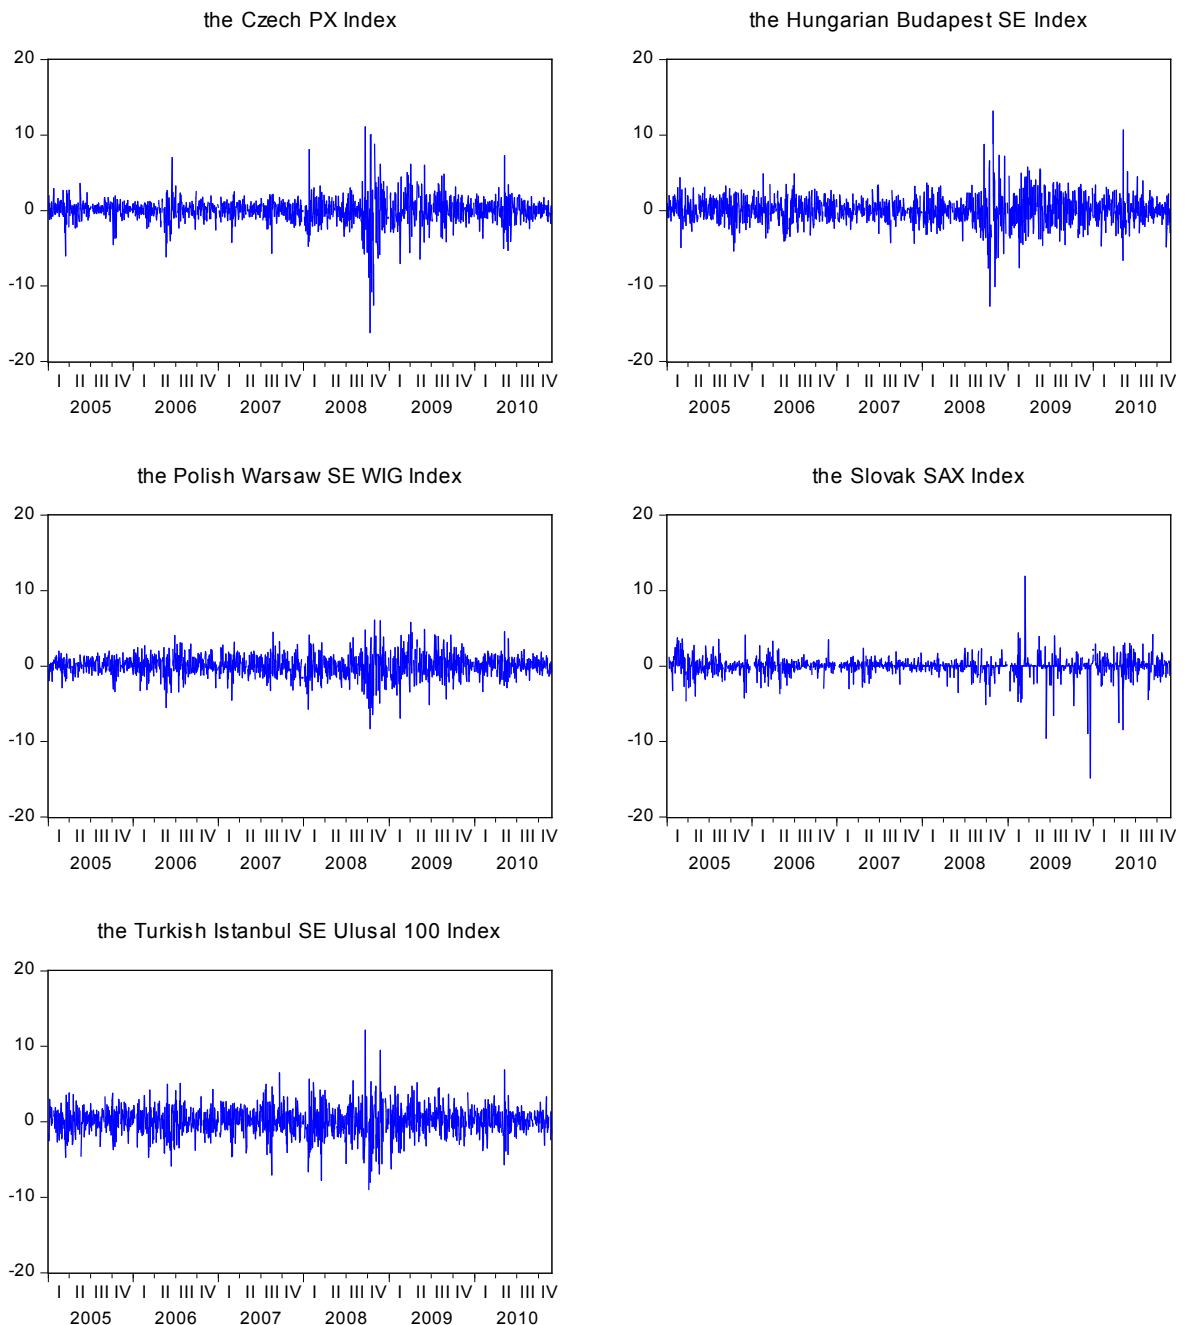 the Czech PX Index
20
10
0
-10
-20
I II III IV I II III IV I II III IV I II III IV I II III IV I II III IV
2005 2006 2007 2008 2009 2010
the Hungarian Budapest SE Index
20
10
0
-10
-20
I II III IV I II III IV I II III IV I II III IV I II III IV I II III IV
2005 2006 2007 2008 2009 2010
the Polish Warsaw SE WIG Index
20
10
0
-10
-20
I II III IV I II III IV I II III IV I II III IV I II III IV I II III IV
2005 2006 2007 2008 2009 2010
the Slovak SAX Index
20
10
0
-10
-20
I II III IV I II III IV I II III IV I II III IV I II III IV I II III IV
2005 2006 2007 2008 2009 2010
the Turkish Istanbul SE Ulusal 100 Index
20
10
0
-10
-20
I II III IV I II III IV I II III IV I II III IV I II III IV I II III IV
2005 2006 2007 2008 2009 2010